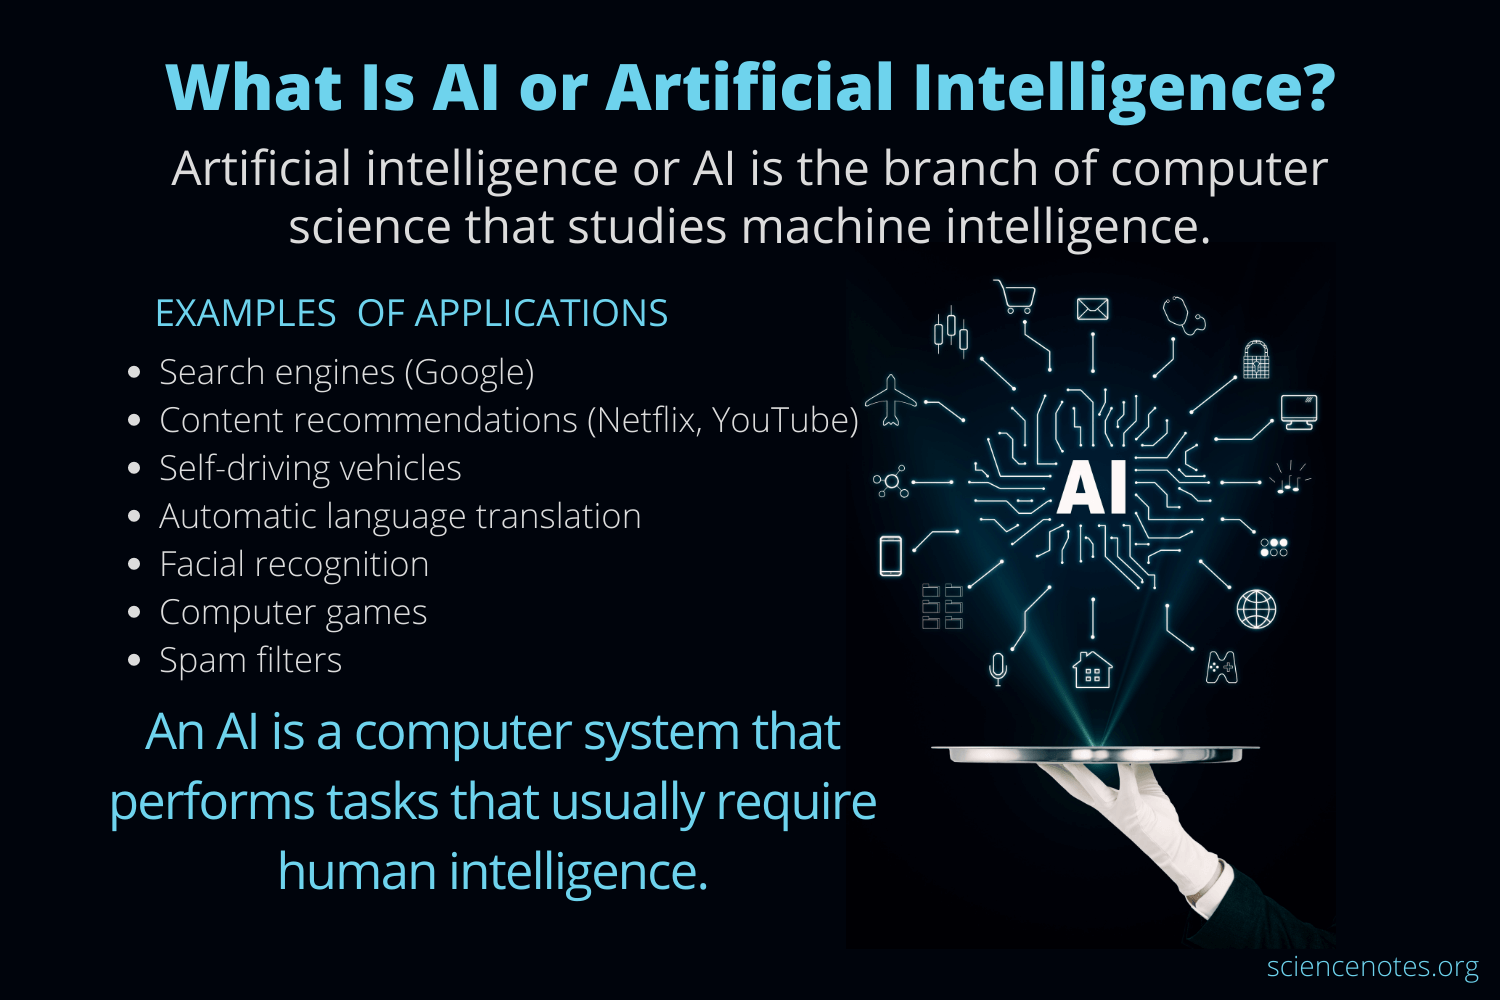 What Is AI or Artificial Intelligence?
Artificial intelligence or AI is the branch of computer
science that studies machine intelligence.
EXAMPLES OF APPLICATIONS
Search engines (Google)
Content recommendations (Netflix, YouTube)
Self-driving vehicles
Automatic language translation
Facial recognition
Computer games
Spam filters
AI
An AI is a computer system that
performs tasks that usually require
human intelligence.
sciencenotes.org